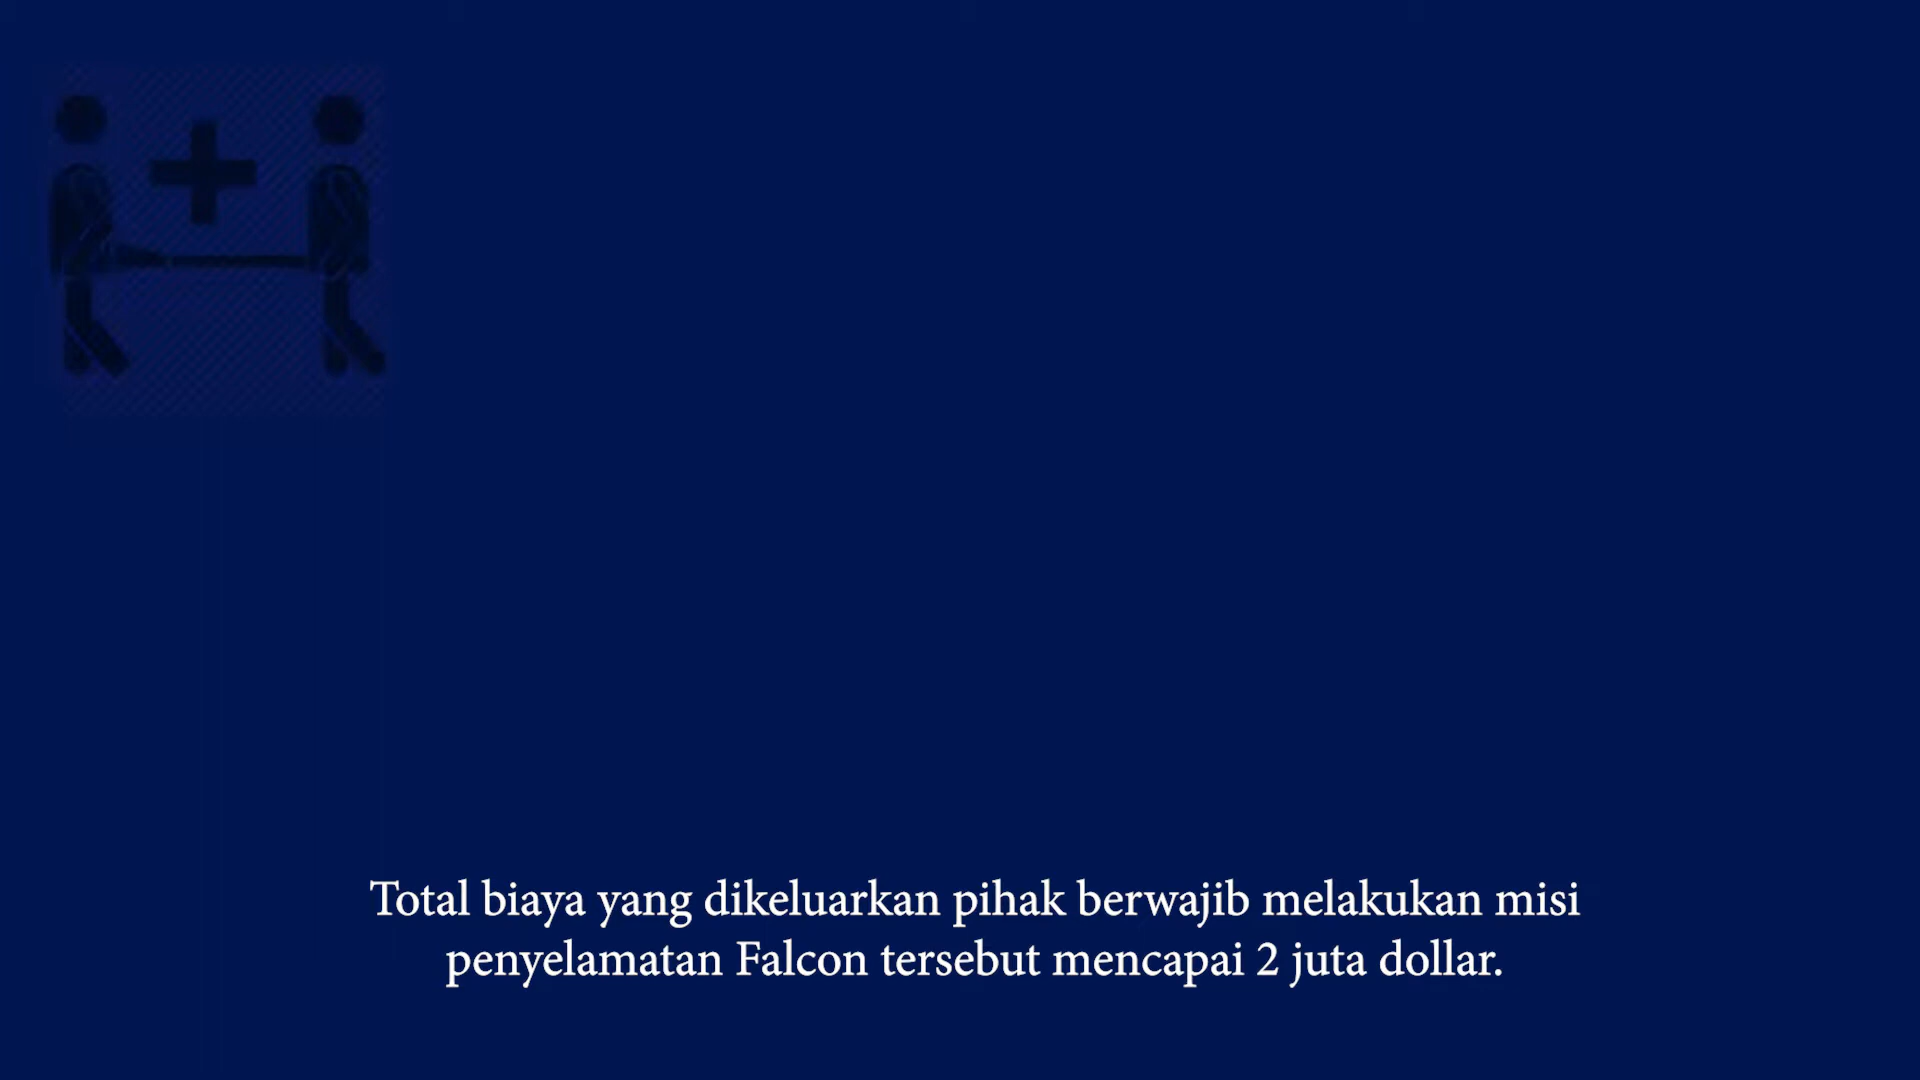 Total biaya yang dikeluarkan pihak berwajib melakukan misi
penyelamatan Falcon tersebut mencapai 2 juta dollar.